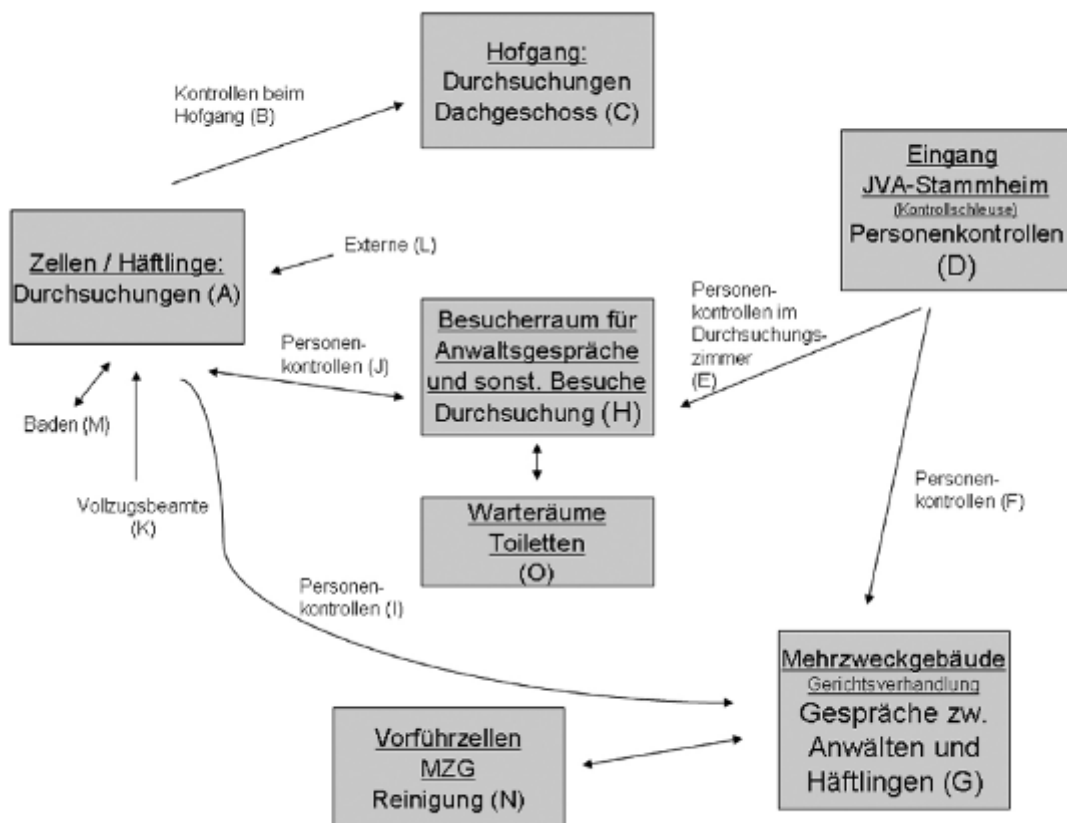 Hofgang:
Durchsuchungen
Dachgeschoss (C)
Kontrollen beim
Hofgang (B)
Eingang
JVA-Stammheim
(Kontrollschleuse)
Personenkontrollen
(D)
Zellen / Häftlinge:
Durchsuchungen (A)
Externe (L)
Personen-
kontrollen im
Durchsuchungs-
zimmer
(E)
Besucherraum für
Anwaltsgespräche
und sonst. Besuche
Durchsuchung (H)
Personen-
kontrollen (J)
Baden (M)
Vollzugsbeamte
(K)
Warteräume
Toiletten
(O)
Personen-
kontrollen (F)
Personen-
kontrollen (I)
Mehrzweckgebäude
Gerichtsverhandlung
Gespräche zw.
Anwälten und
Häftlingen (G)
Vorführzellen
MZG
Reinigung (N)